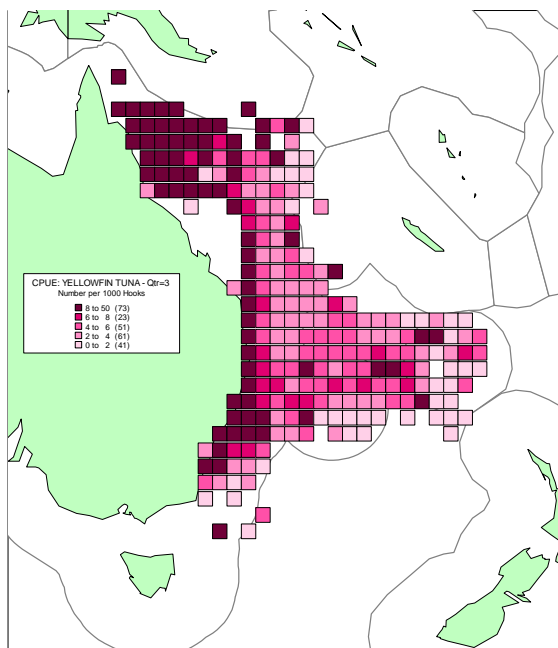 CPUE: YELLOWFIN TUNA - Qtr=3
Number per 1000 Hooks
8 to 50 (73)
6 to 8 (23)
4 to 6 (51)
2 to 4 (61)
0 to 2 (41)